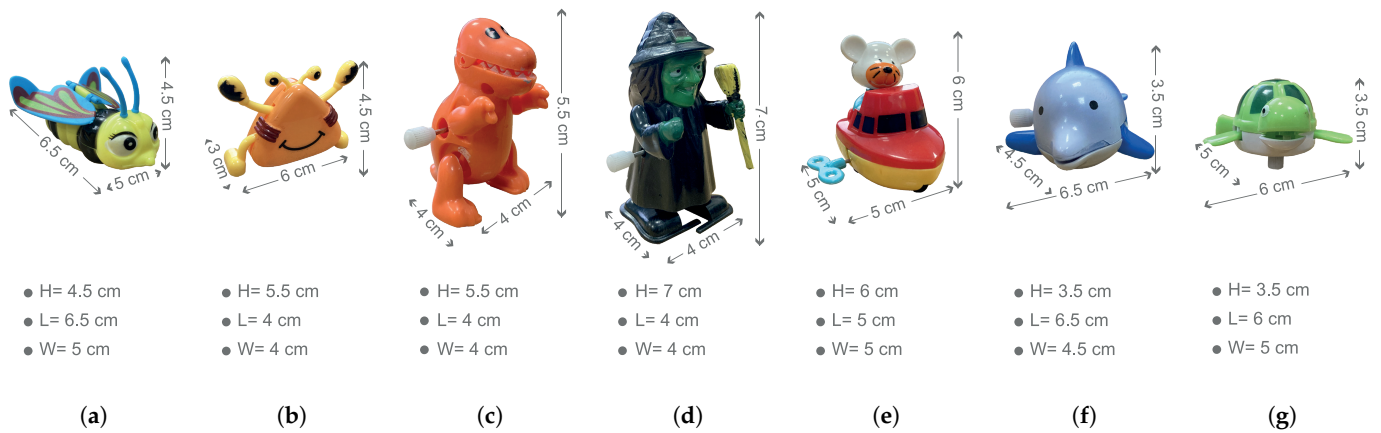 6.5 cm
5 cm
4.5 cm
3 cm
6 cm
4.5 cm
4 cm
4 cm
5.5 cm
4 cm
4 cm
7 cm
5 cm
5 cm
6 cm
4.5 cm
6.5 cm
3.5 cm
5 cm
6 cm
3.5 cm
● H= 4.5 cm
● L= 6.5 cm
● W= 5 cm
● H= 5.5 cm
● L= 4 cm
● W= 4 cm
● H= 5.5 cm
● L= 4 cm
● W= 4 cm
● H= 7 cm
● L= 4 cm
● W= 4 cm
● H= 6 cm
● L= 5 cm
● W= 5 cm
● H= 3.5 cm
● L= 6.5 cm
● W= 4.5 cm
● H= 3.5 cm
● L= 6 cm
● W= 5 cm
(a)
(b)
(c)
(d)
(e)
(f)
(g)